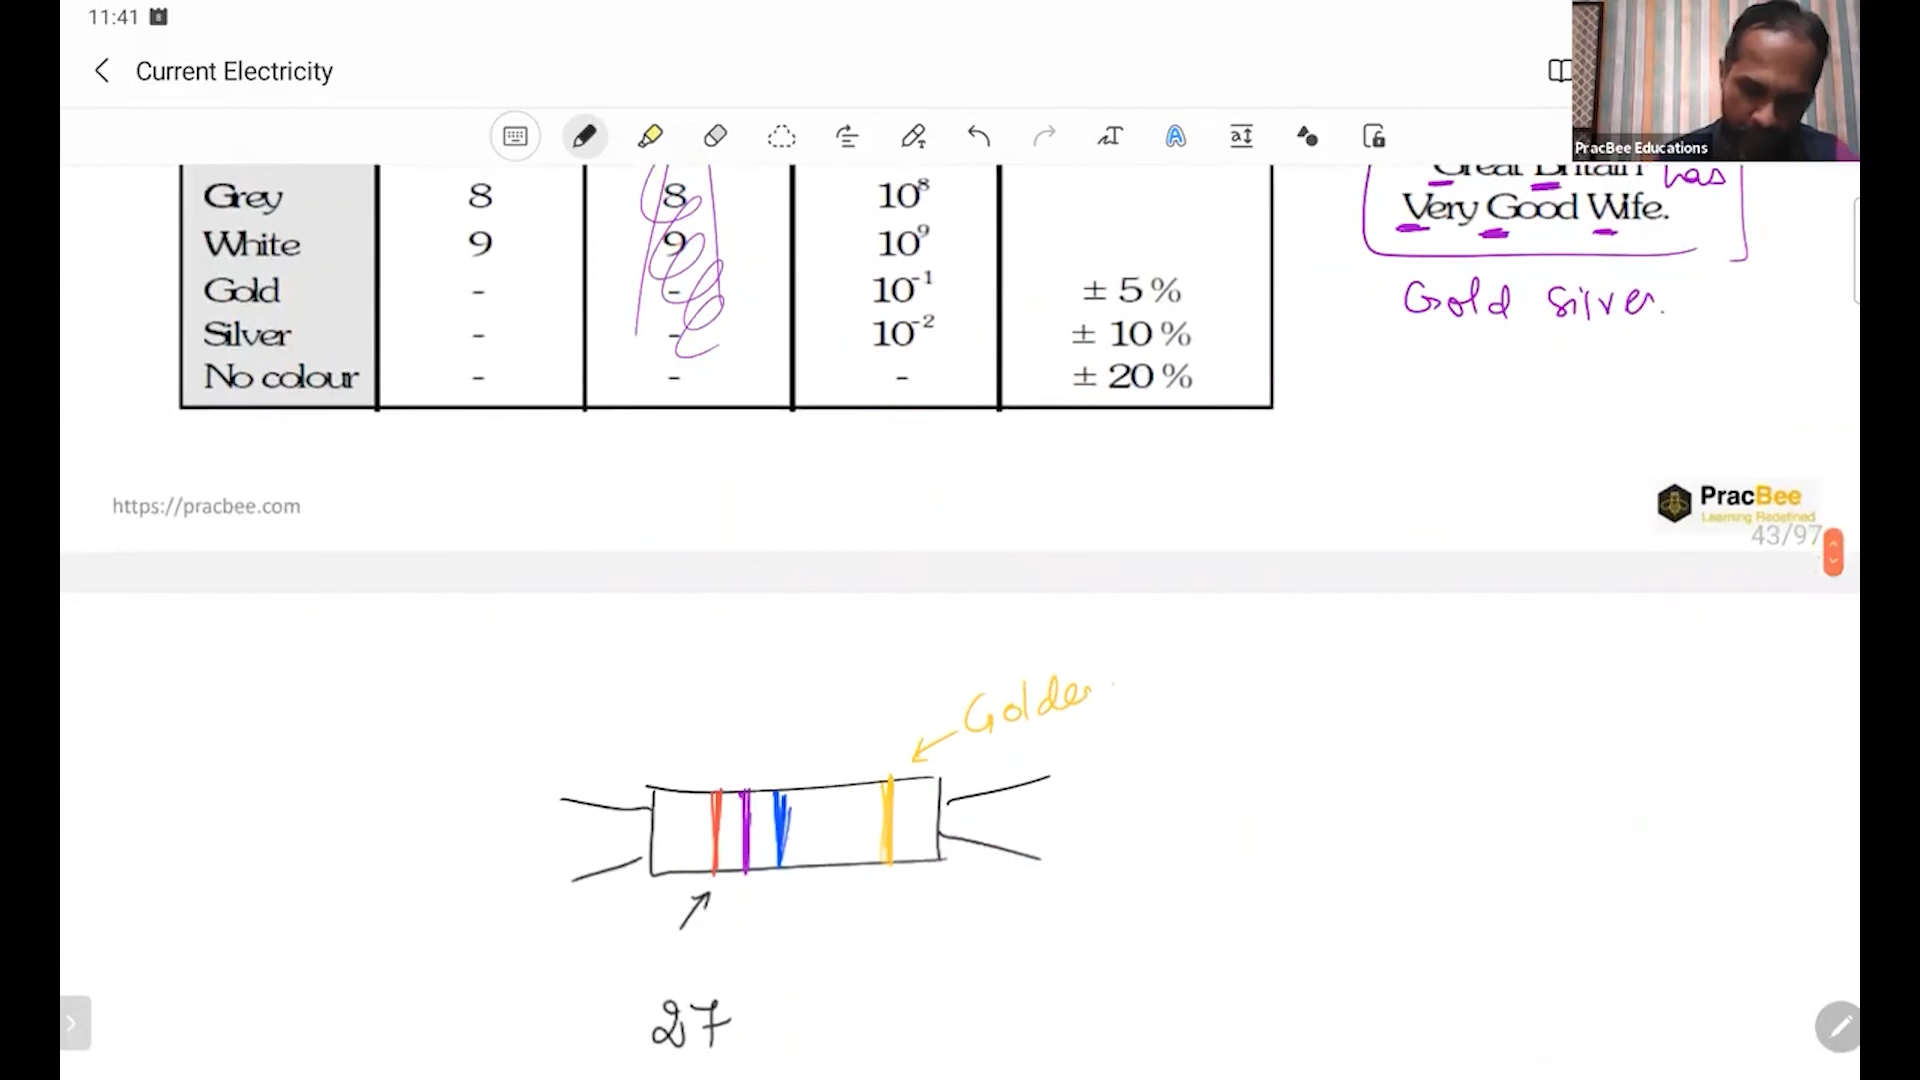 11:41
Current Electricity
PracBee Educations
has
Grey 8 8 10⁸
Very Good Wife.
White 9 9 10⁹
Gold - - 10⁻¹ ± 5 %
Gold Silver.
Silver - - 10⁻² ± 10 %
No colour - - - ± 20 %
https://pracbee.com
PracBee
Learning Redefined
43/97
Golden
27